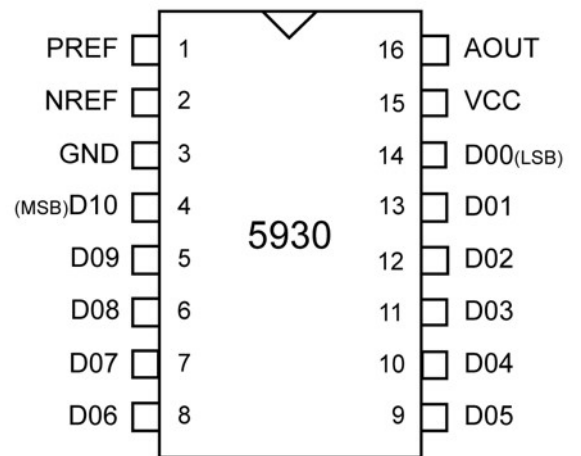 PREF 1 16 AOUT
NREF 2 15 VCC
GND 3 14 D00(LSB)
(MSB)D10 4 13 D01
5930
D09 5 12 D02
D08 6 11 D03
D07 7 10 D04
D06 8 9 D05